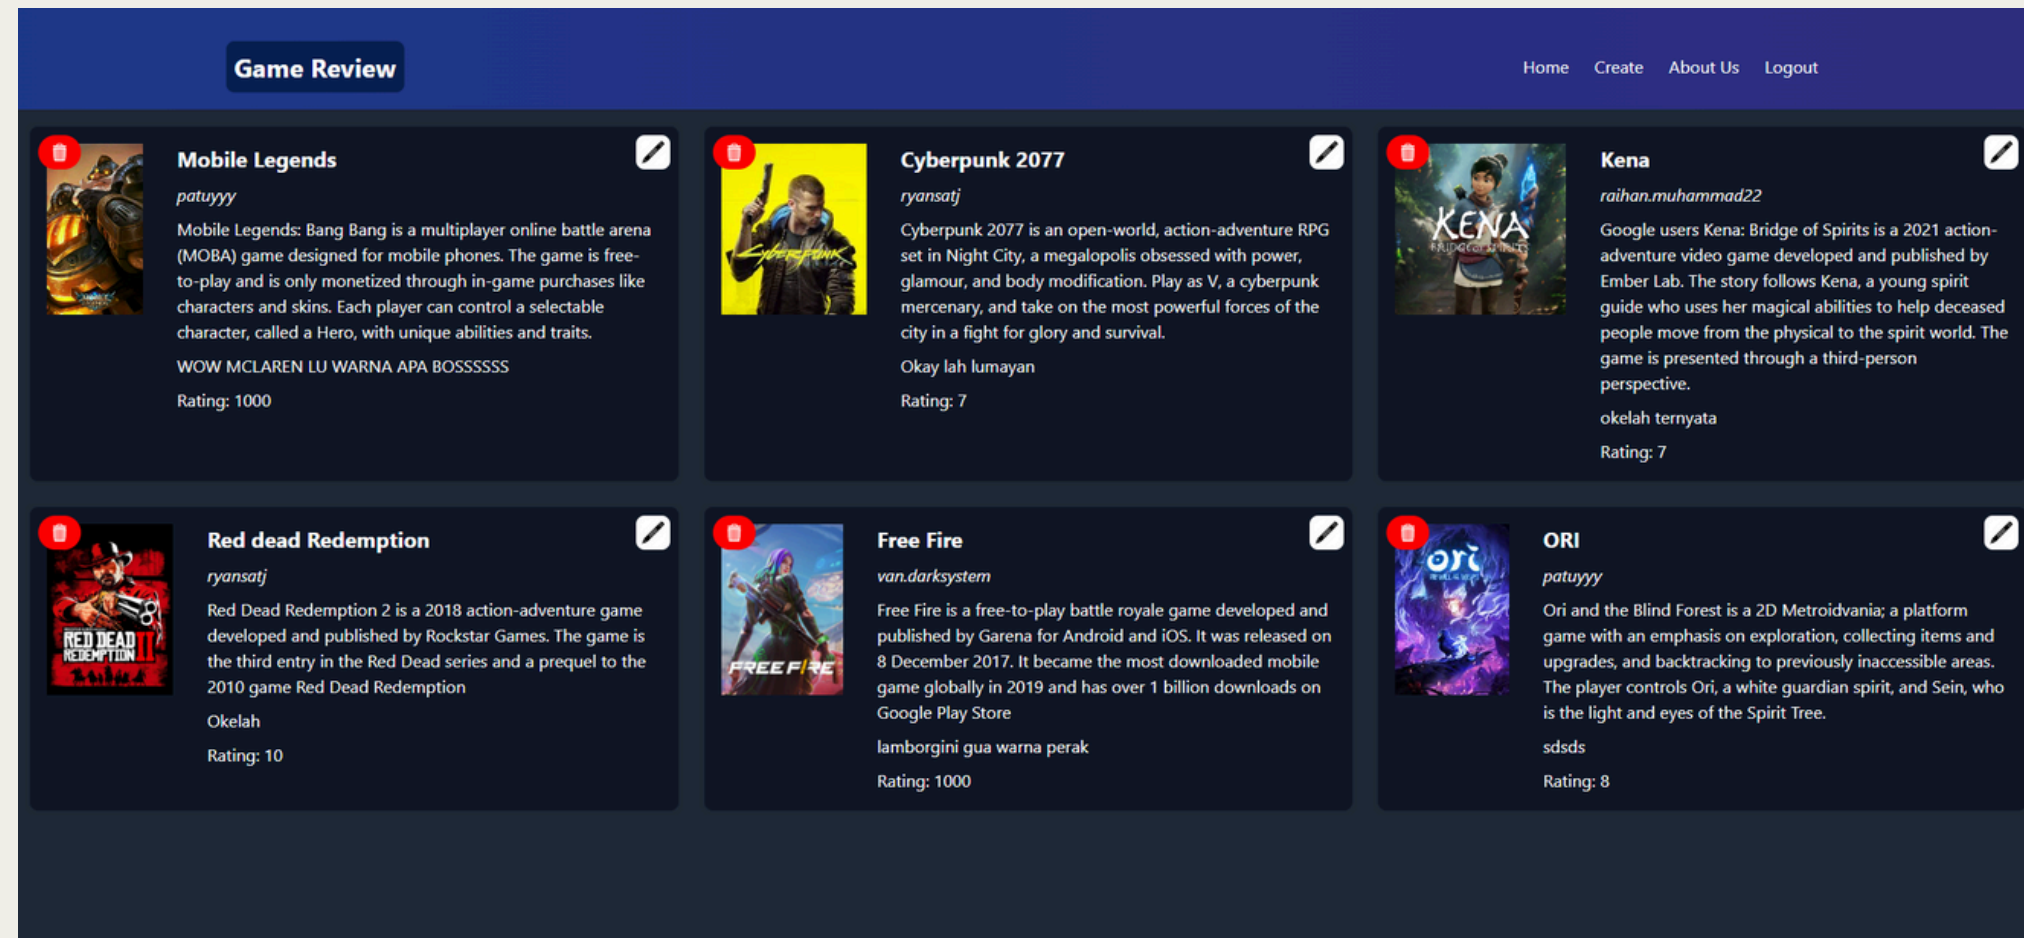 Game Review
Home Create About Us Logout
Mobile Legends
patuyyy
Mobile Legends: Bang Bang is a multiplayer online battle arena
(MOBA) game designed for mobile phones. The game is free-
to-play and is only monetized through in-game purchases like
characters and skins. Each player can control a selectable
character, called a Hero, with unique abilities and traits.
WOW MCLAREN LU WARNA APA BOSSSSSS
Rating: 1000
Cyberpunk
Cyberpunk 2077
ryansatj
Cyberpunk 2077 is an open-world, action-adventure RPG
set in Night City, a megalopolis obsessed with power,
glamour, and body modification. Play as V, a cyberpunk
mercenary, and take on the most powerful forces of the
city in a fight for glory and survival.
Okay lah lumayan
Rating: 7
KENA
BRIDGE OF SPIRITS
Kena
raihan.muhammad22
Google users Kena: Bridge of Spirits is a 2021 action-
adventure video game developed and published by
Ember Lab. The story follows Kena, a young spirit
guide who uses her magical abilities to help deceased
people move from the physical to the spirit world. The
game is presented through a third-person
perspective.
okelah ternyata
Rating: 7
RED DEAD
REDEMPTION II
Red dead Redemption
ryansatj
Red Dead Redemption 2 is a 2018 action-adventure game
developed and published by Rockstar Games. The game is
the third entry in the Red Dead series and a prequel to the
2010 game Red Dead Redemption
Okelah
Rating: 10
FREE FIRE
Free Fire
van.darksystem
Free Fire is a free-to-play battle royale game developed and
published by Garena for Android and iOS. It was released on
8 December 2017. It became the most downloaded mobile
game globally in 2019 and has over 1 billion downloads on
Google Play Store
lamborgini gua warna perak
Rating: 1000
ori
ORI
patuyyy
Ori and the Blind Forest is a 2D Metroidvania; a platform
game with an emphasis on exploration, collecting items and
upgrades, and backtracking to previously inaccessible areas.
The player controls Ori, a white guardian spirit, and Sein, who
is the light and eyes of the Spirit Tree.
sdsds
Rating: 8